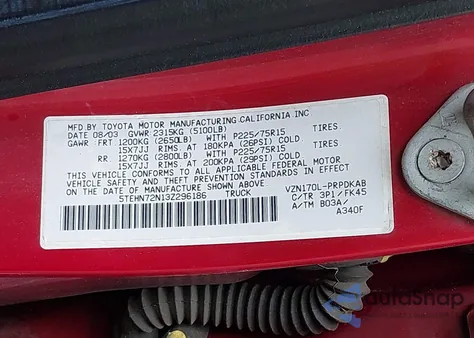 MFD BY TOYOTA MOTOR MANUFACTURING CALIFORNIA INC
DATE 08/03 GVWR 2315KG (5100LB)
GAWR FRT 1200KG (2650LB) WITH P225/75R15 TIRES
15X7JJ RIMS. AT 180KPA (26PSI) COLD
RR 1270KG (2800LB) WITH P225/75R15 TIRES
15X7JJ RIMS. AT 200KPA (29PSI) COLD
THIS VEHICLE CONFORMS TO ALL APPLICABLE
FEDERAL MOTOR VEHICLE SAFETY STANDARDS IN EFFECT
ON THE DATE OF MANUFACTURE SHOWN ABOVE.
5TEHN72N13Z296186 TRUCK
VZN170L-PRPDKAB
C/TR 3P1/FK45
A/TM B03A/
A340F
AutoSnap